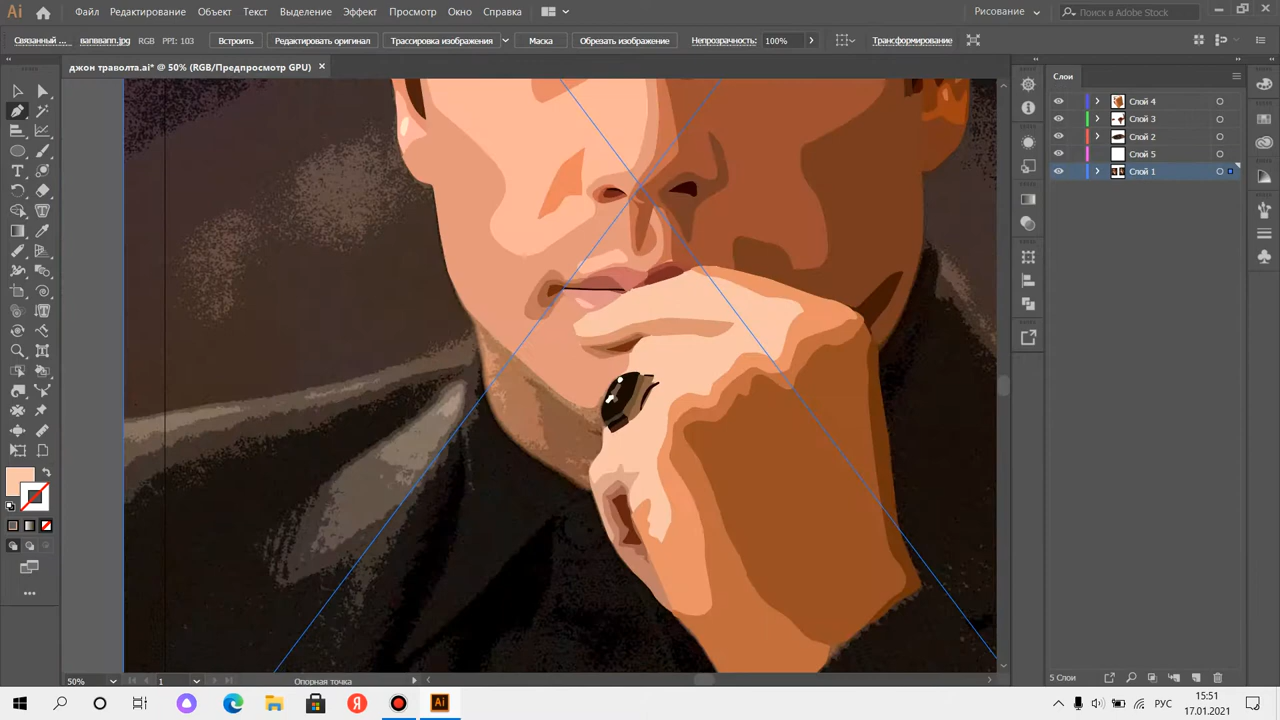 Ai Файл Редактирование Объект Текст Выделение Эффект Просмотр Окно Справка Рисование Поиск в Adobe Stock
Связанный ... вапввапп.jpg RGB PPI: 103 Встроить Редактировать оригинал Трассировка изображения Маска Обрезать изображение Непрозрачность: 100% Трансформирование
джон траволта.ai* @ 50% (RGB/Предпросмотр GPU)
Слои
Слой 4
Слой 3
Слой 2
Слой 5
Слой 1
50% 1 Опорная точка 5 Слои
Я Ai РУС 15:51
17.01.2021